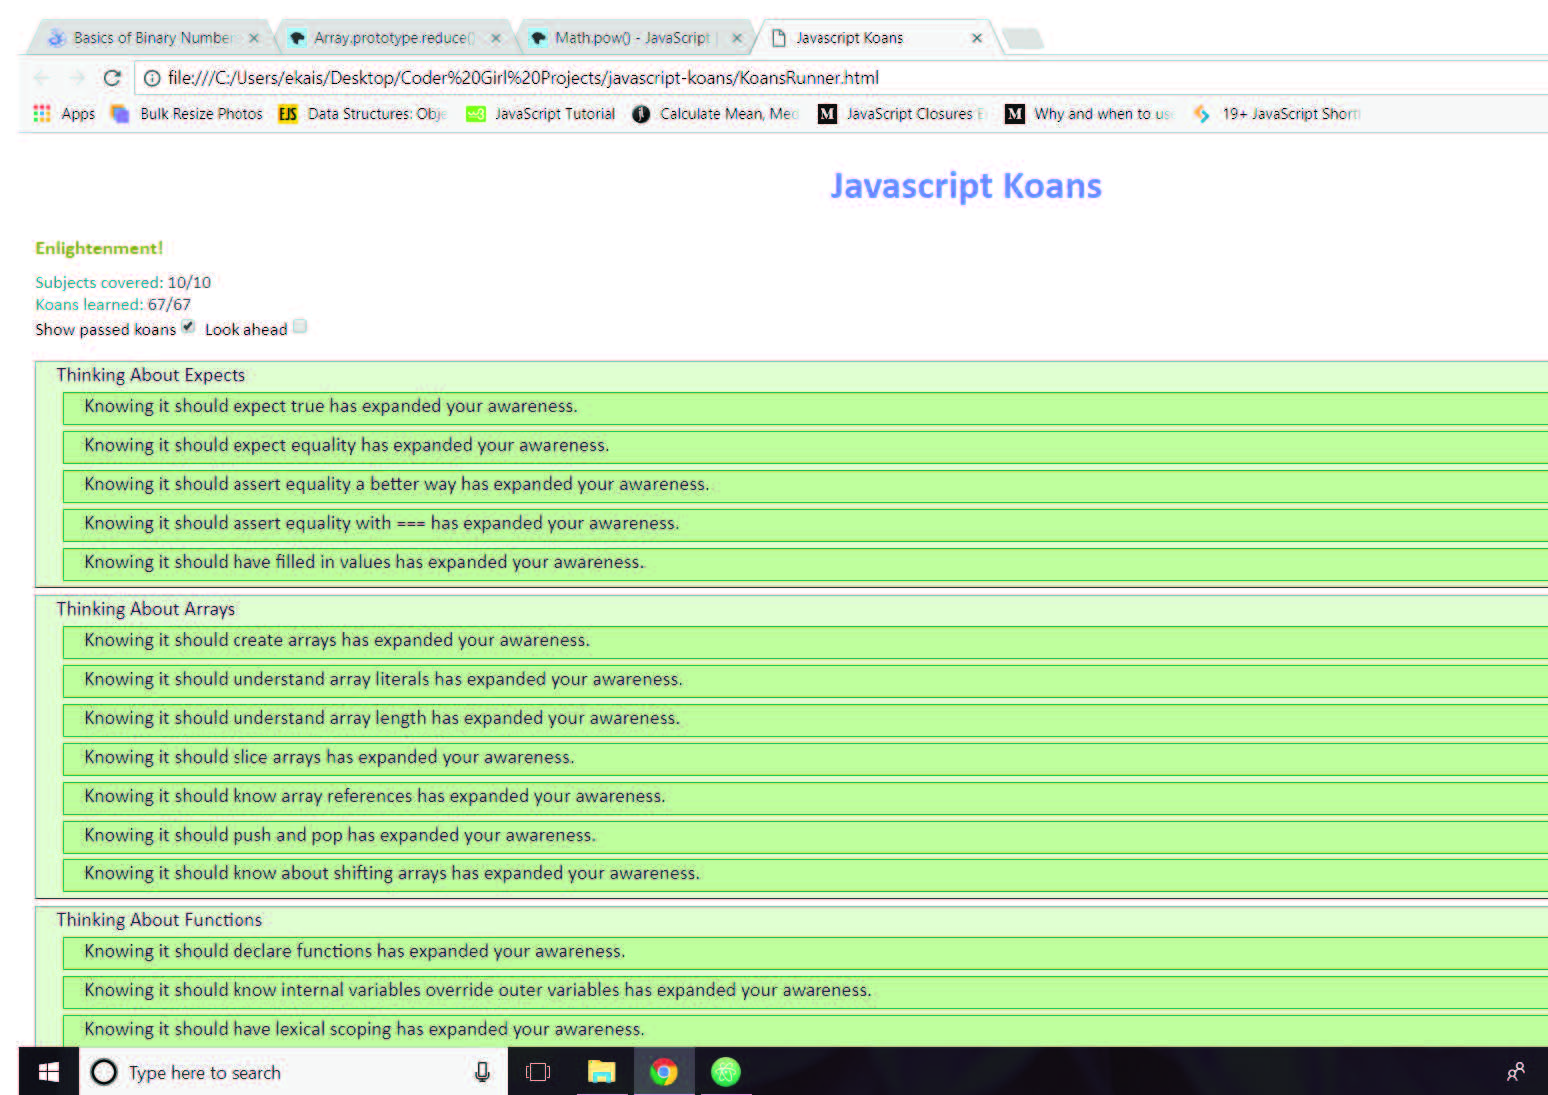 Basics of Binary Number
Array.prototype.reduce()
Math.pow() - JavaScript |
Javascript Koans
file:///C:/Users/ekais/Desktop/Coder%20Girl%20Projects/javascript-koans/KoansRunner.html
Apps
Bulk Resize Photos
EJS Data Structures: Obje
w3 JavaScript Tutorial
Calculate Mean, Med
M JavaScript Closures E
M Why and when to us
19+ JavaScript Short
Javascript Koans
Enlightenment!
Subjects covered: 10/10
Koans learned: 67/67
Show passed koans Look ahead
Thinking About Expects
Knowing it should expect true has expanded your awareness.
Knowing it should expect equality has expanded your awareness.
Knowing it should assert equality a better way has expanded your awareness.
Knowing it should assert equality with === has expanded your awareness.
Knowing it should have filled in values has expanded your awareness.
Thinking About Arrays
Knowing it should create arrays has expanded your awareness.
Knowing it should understand array literals has expanded your awareness.
Knowing it should understand array length has expanded your awareness.
Knowing it should slice arrays has expanded your awareness.
Knowing it should know array references has expanded your awareness.
Knowing it should push and pop has expanded your awareness.
Knowing it should know about shifting arrays has expanded your awareness.
Thinking About Functions
Knowing it should declare functions has expanded your awareness.
Knowing it should know internal variables override outer variables has expanded your awareness.
Knowing it should have lexical scoping has expanded your awareness.
Type here to search